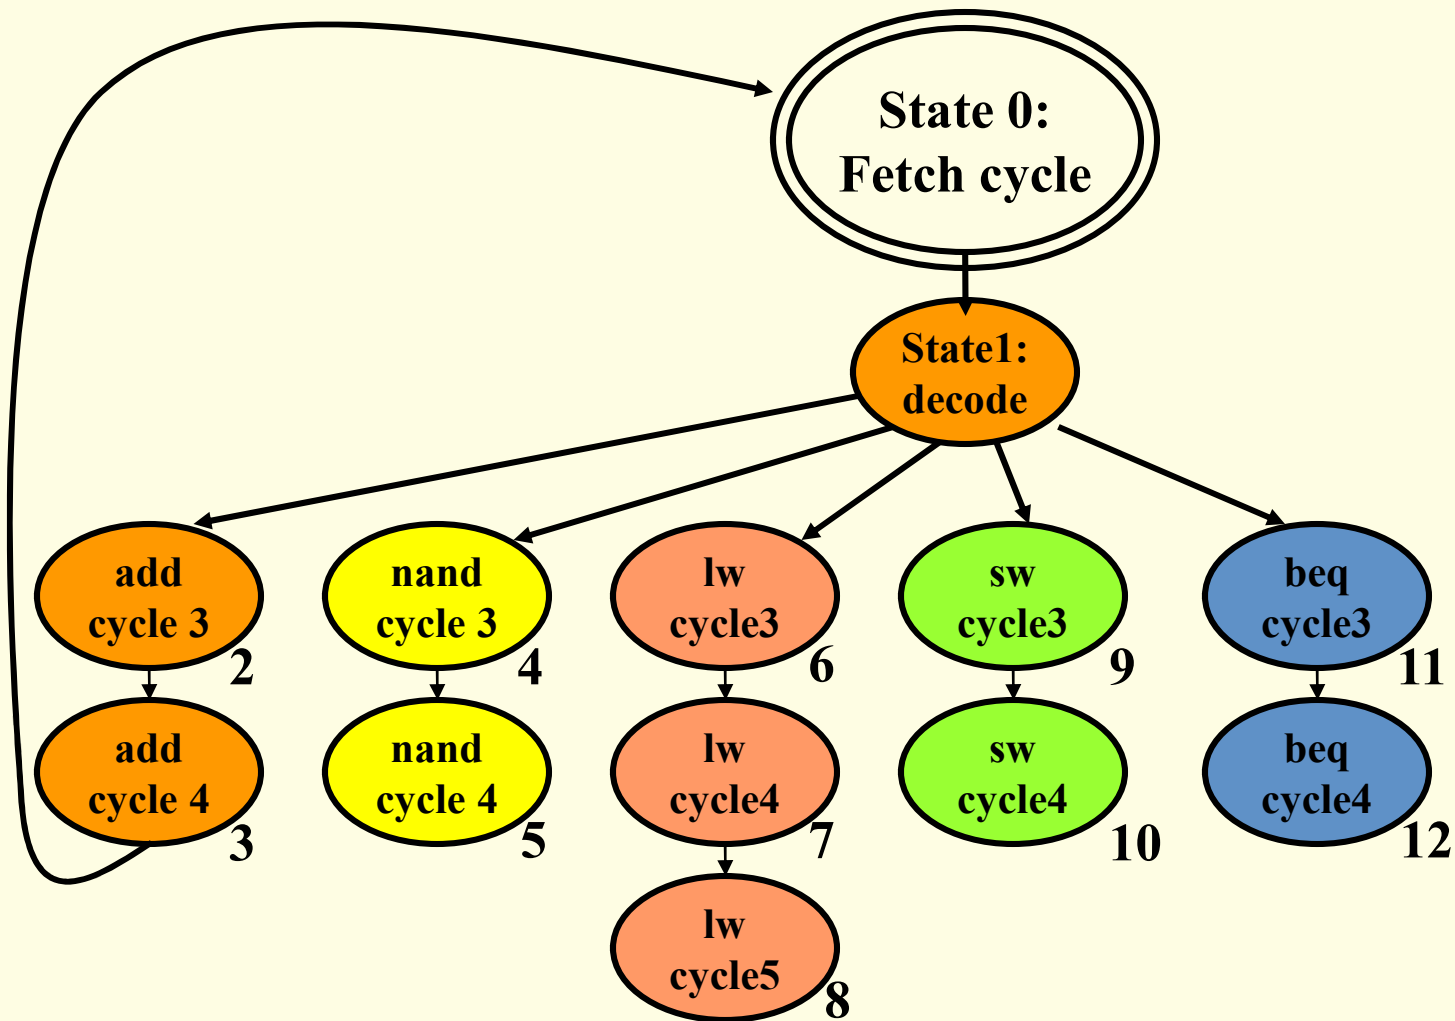 State 0:
Fetch cycle
State1:
decode
add
cycle 3
2
nand
cycle 3
4
lw
cycle3
6
sw
cycle3
9
beq
cycle3
11
add
cycle 4
3
nand
cycle 4
5
lw
cycle4
7
sw
cycle4
10
beq
cycle4
12
lw
cycle5
8